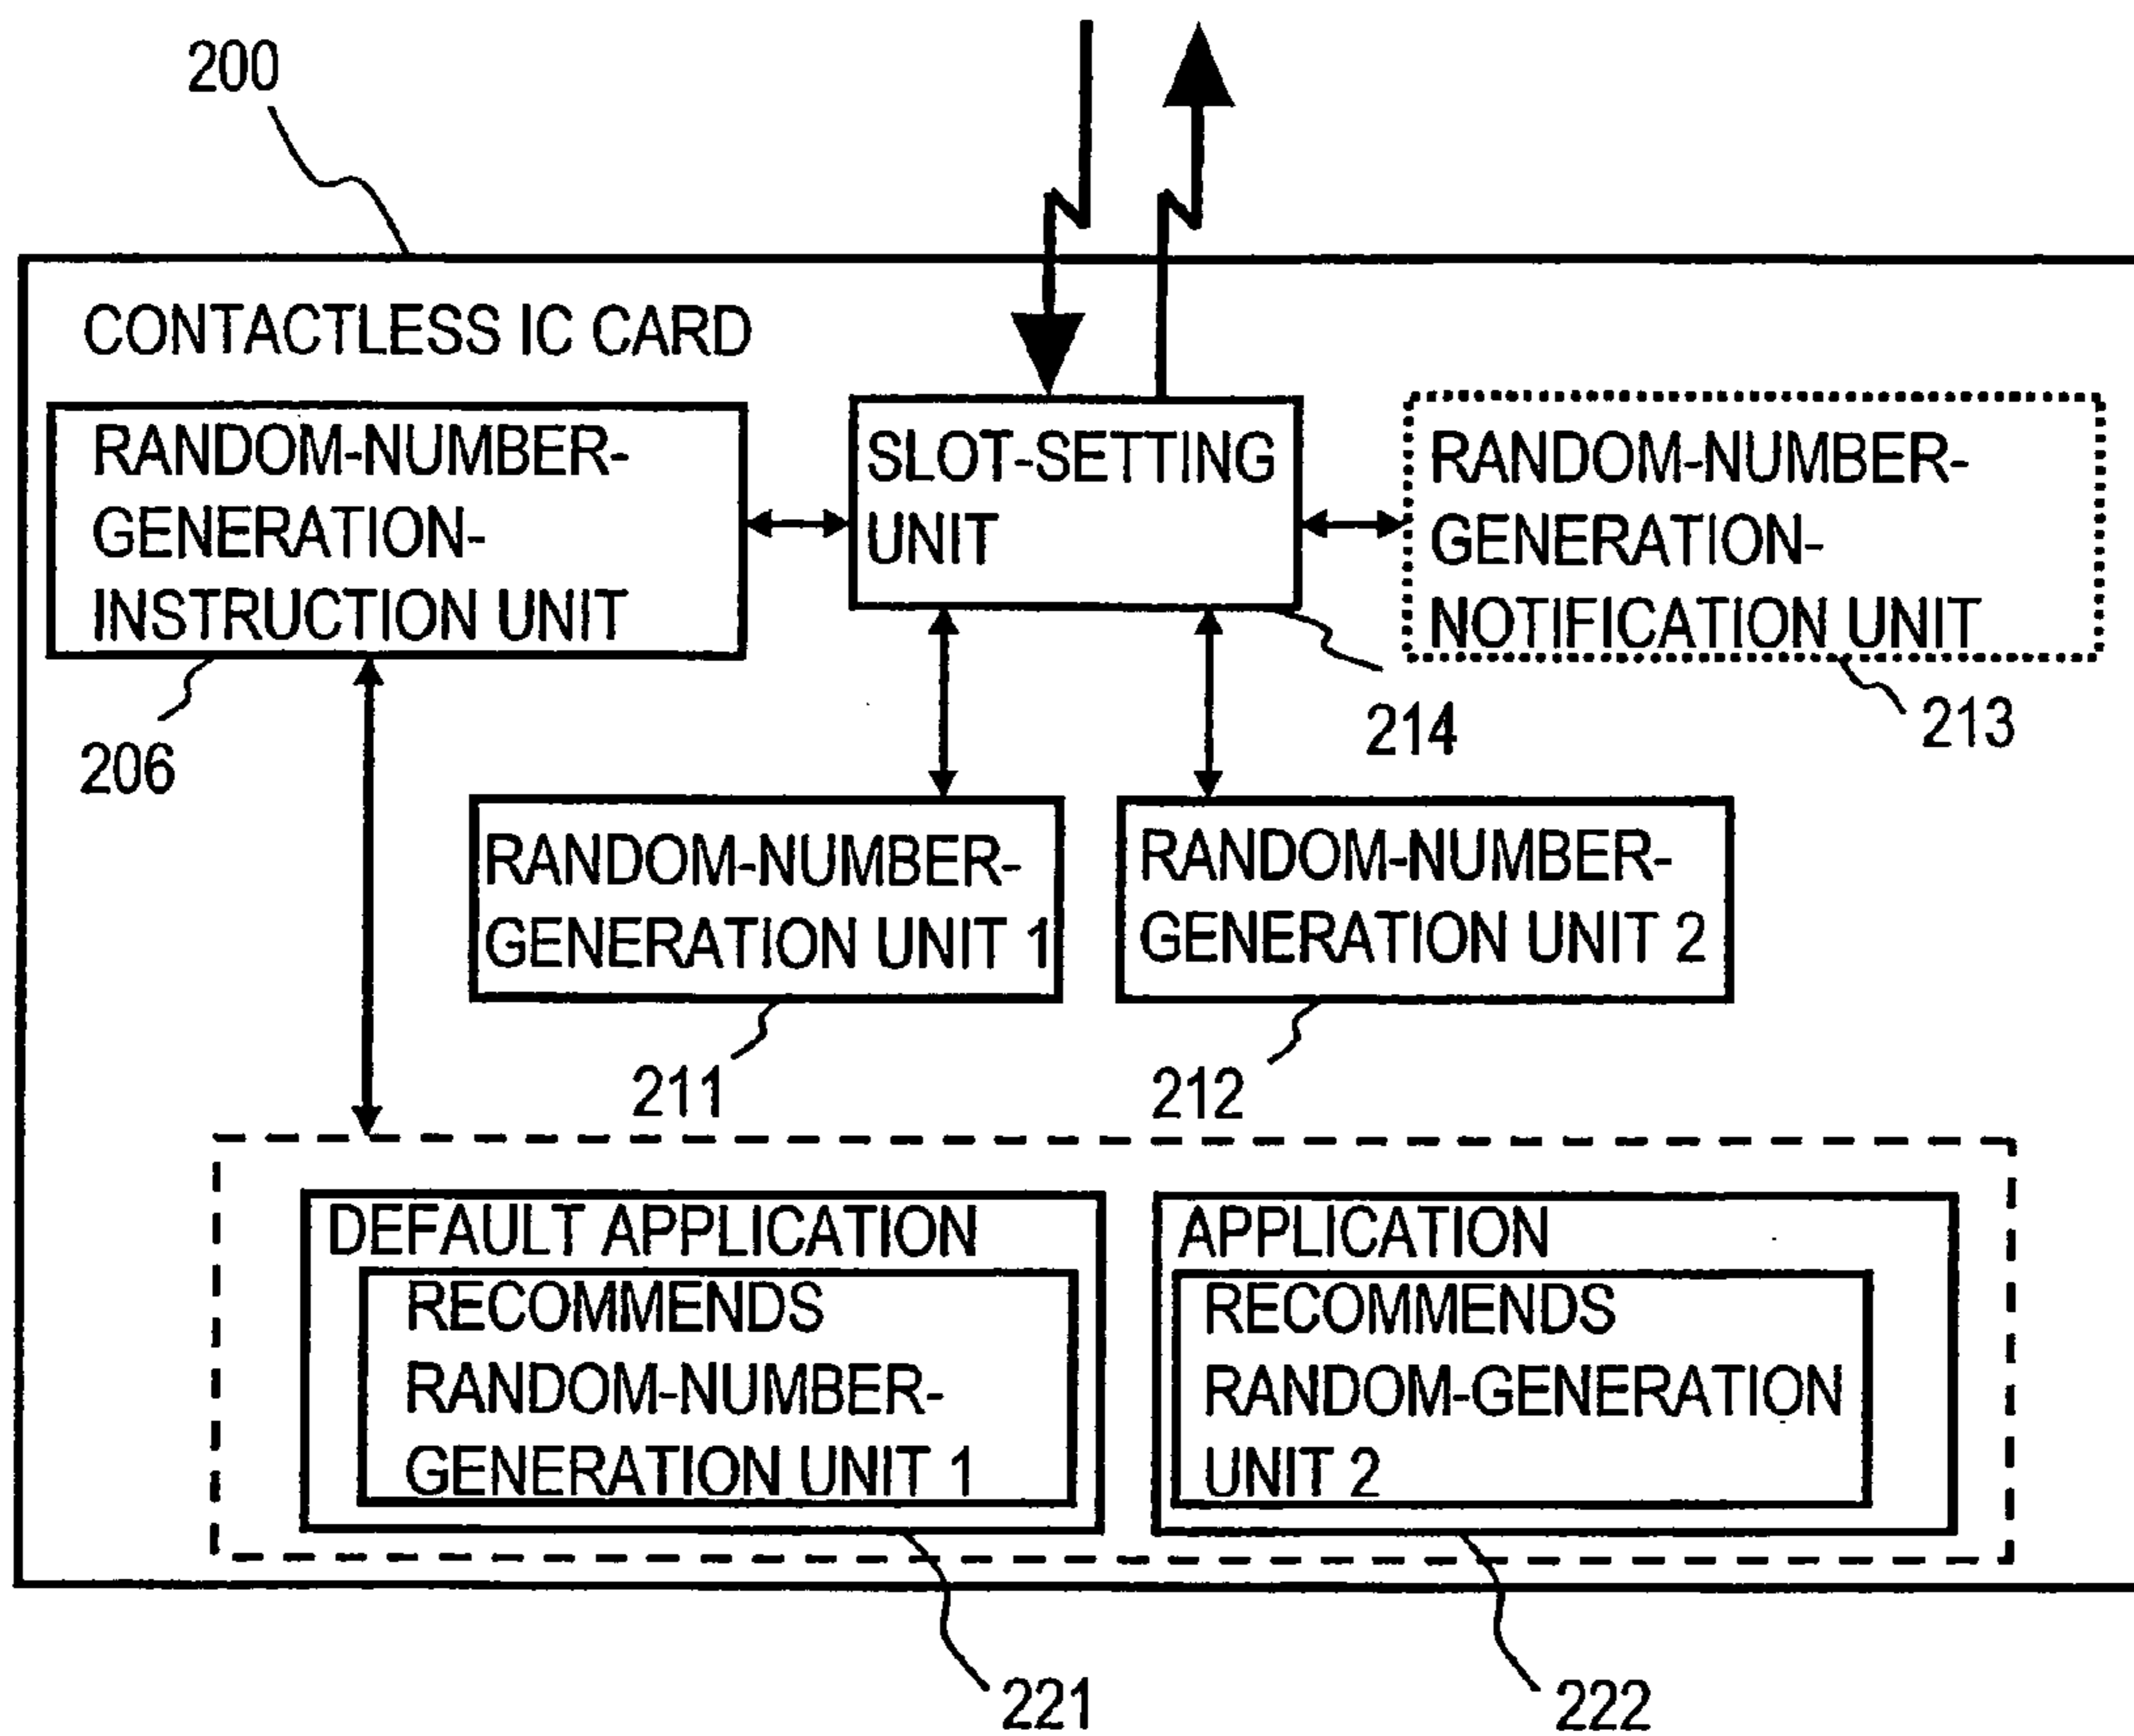 200
CONTACTLESS IC CARD
RANDOM-NUMBER-
GENERATION-
INSTRUCTION UNIT
SLOT-SETTING
UNIT
RANDOM-NUMBER-
GENERATION-
NOTIFICATION UNIT
206
214
213
RANDOM-NUMBER-
GENERATION UNIT 1
RANDOM-NUMBER-
GENERATION UNIT 2
211
212
DEFAULT APPLICATION
RECOMMENDS
RANDOM-NUMBER-
GENERATION UNIT 1
APPLICATION
RECOMMENDS
RANDOM-GENERATION
UNIT 2
221
222